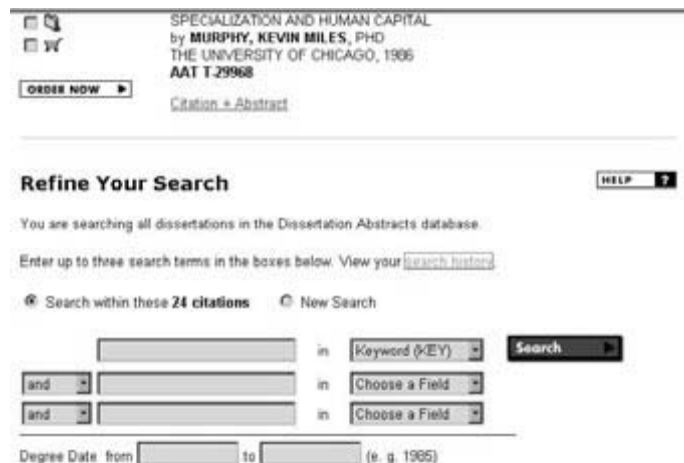 SPECIALIZATION AND HUMAN CAPITAL
by MURPHY, KEVIN MILES, PHD
THE UNIVERSITY OF CHICAGO, 1986
AAT T-29968
ORDER NOW
Citation + Abstract
Refine Your Search
HELP ?
You are searching all dissertations in the Dissertation Abstracts database.
Enter up to three search terms in the boxes below. View your search history.
Search within these 24 citations New Search
in Keyword (KEY) Search
and in Choose a Field
and in Choose a Field
Degree Date from to (e. g. 1985)